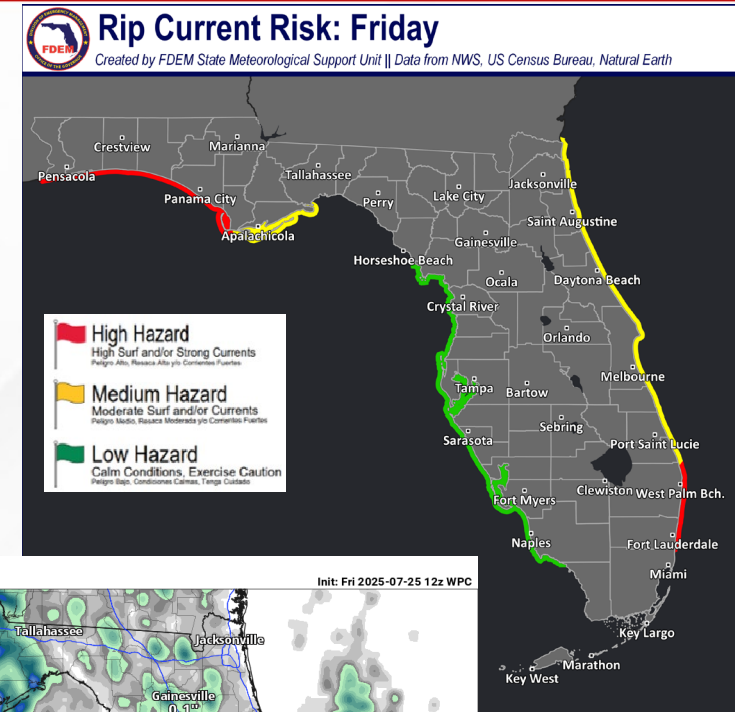 Rip Current Risk: Friday
Created by FDEM State Meteorological Support Unit || Data from NWS, US Census Bureau, Natural Earth
FDEM
Crestview
Marianna
Pensacola
Tallahassee
Jacksonville
Panama City
Perry
Lake City
Saint Augustine
Apalachicola
Gainesville
Horseshoe Beach
Ocala
Daytona Beach
Crystal River
Orlando
High Hazard
High Surf and/or Strong Currents
Peligro Alto, Resaca Alta y/o Corrientes Fuertes
Medium Hazard
Moderate Surf and/or Currents
Peligro Medio, Resaca Moderada y/o Corrientes Fuertes
Low Hazard
Calm Conditions, Exercise Caution
Peligro Bajo, Condiciones Calmas, Tenga Cuidado
Melbourne
Tampa
Bartow
Sebring
Sarasota
Port Saint Lucie
Clewiston
West Palm Bch.
Fort Myers
Naples
Fort Lauderdale
Miami
Key Largo
Marathon
Key West
Init: Fri 2025-07-25 12z WPC
Tallahassee
Jacksonville
Gainesville